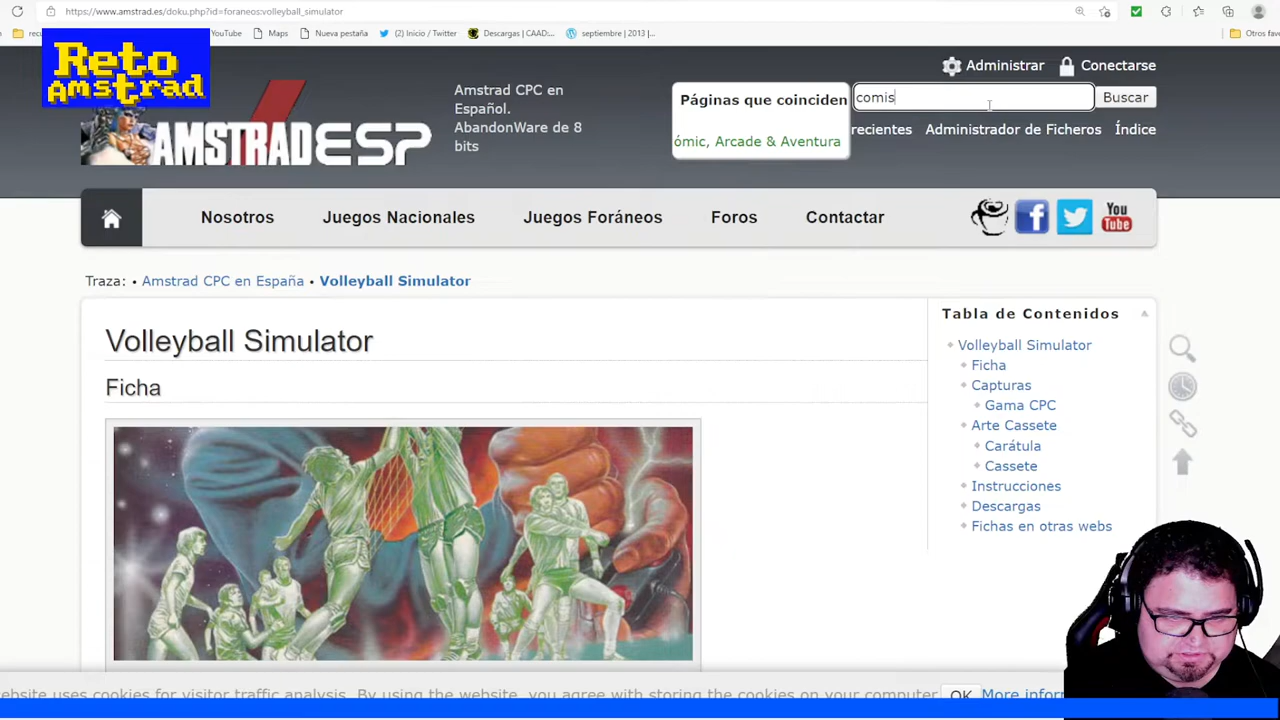 https://www.amstrad.es/doku.php?id=foraneos:volleyball_simulator
YouTube
Maps
Nueva pestaña
(2) Inicio / Twitter
Descargas | CAAD:...
septiembre | 2013 |...
Otros favo
Reto
Amstrad
AMSTRADESP
Amstrad CPC en
Español.
AbandonWare de 8
bits
Administrar
Conectarse
Páginas que coinciden
ómic, Arcade & Aventura
comis
Buscar
recientes
Administrador de Ficheros
Índice
Nosotros
Juegos Nacionales
Juegos Foráneos
Foros
Contactar
You
Tube
Traza: • Amstrad CPC en España • Volleyball Simulator
Volleyball Simulator
Ficha
Tabla de Contenidos
Volleyball Simulator
Ficha
Capturas
Gama CPC
Arte Cassete
Carátula
Cassete
Instrucciones
Descargas
Fichas en otras webs
ebsite uses cookies for visitor traffic analysis. By using the website, you agree with storing the cookies on your computer.
OK
More inform